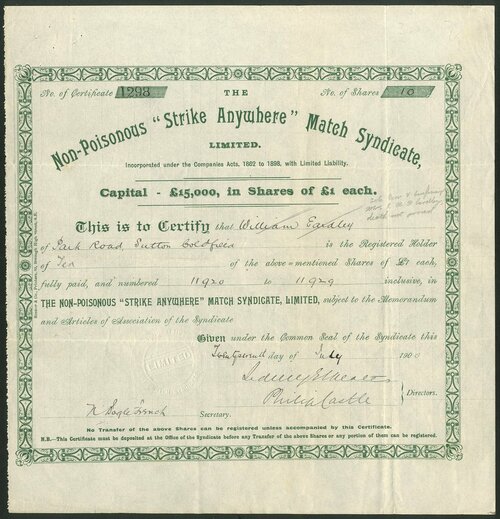 No. of Certificate 1298 THE No. of Shares 10
Non-Poisonous "Strike Anywhere" Match Syndicate,
LIMITED.
Incorporated under the Companies Acts, 1862 to 1898, with Limited Liability.
Capital - £15,000, in Shares of £1 each.
This is to Certify that William Eardley
of Park Road, Sutton Coldfield is the Registered Holder
of Ten of the above-mentioned Shares of £1 each,
fully paid, and numbered 11920 to 11929 inclusive, in
THE NON-POISONOUS "STRIKE ANYWHERE" MATCH SYNDICATE, LIMITED, subject to the Memorandum
and Articles of Association of the Syndicate
Given under the Common Seal of the Syndicate this
day of July 1900
Philip Castle Directors.
Secretary.
No Transfer of the above Shares can be registered unless accompanied by this Certificate.
N.B.—This Certificate must be deposited at the Office of the Syndicate before any Transfer of the above Shares or any portion of them can be registered.
LIMITED